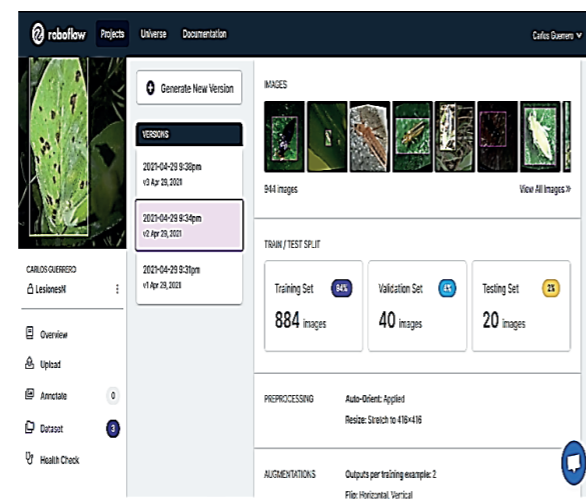 roboflow Projects Universe Documentation Carlos Guerrero
Generate New Version
VERSIONS
2021-04-29 9:38pm
v3 Apr 29, 2021
2021-04-29 9:34pm
v2 Apr 29, 2021
2021-04-29 9:31pm
v1 Apr 29, 2021
CARLOS GUERRERO
LesionesN
Overview
Upload
Annotate 0
Dataset 3
Health Check
IMAGES
944 images View All Images »
TRAIN / TEST SPLIT
Training Set 94%
884 images
Validation Set 4%
40 images
Testing Set 2%
20 images
PREPROCESSING Auto-Orient: Applied
Resize: Stretch to 416×416
AUGMENTATIONS Outputs per training example: 2
Flip: Horizontal, Vertical